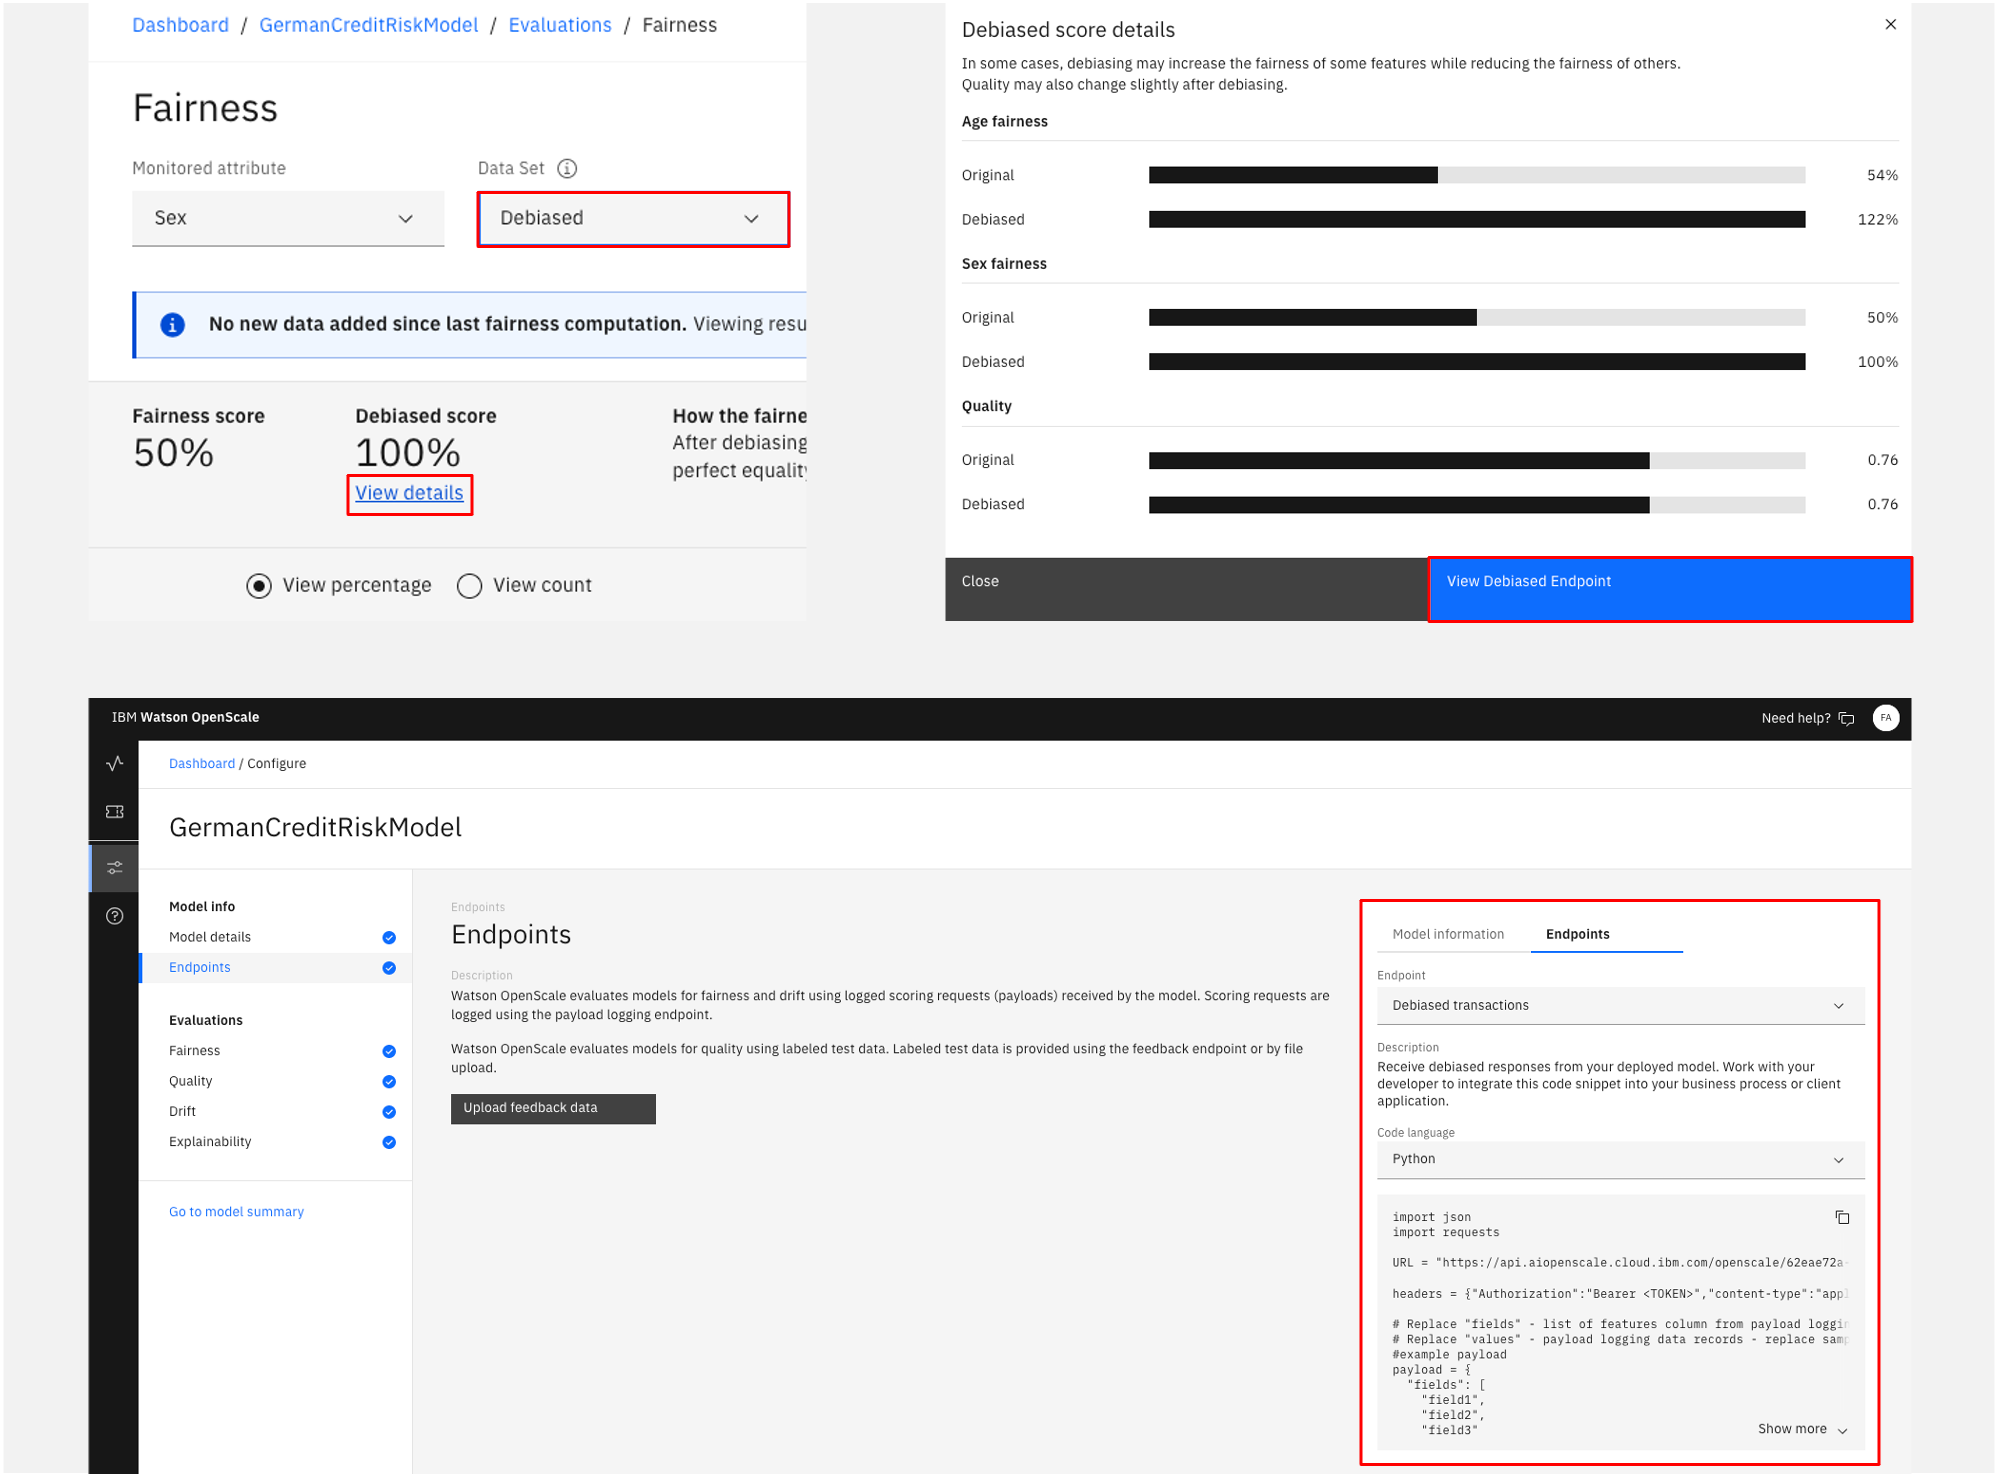 Dashboard / GermanCreditRiskModel / Evaluations / Fairness
Fairness
Monitored attribute
Data Set
Sex
Debiased
No new data added since last fairness computation. Viewing resu
Fairness score
50%
Debiased score
100%
View details
How the fairne
After debiasing
perfect equality
View percentage
View count
Debiased score details
In some cases, debiasing may increase the fairness of some features while reducing the fairness of others.
Quality may also change slightly after debiasing.
Age fairness
Original 54%
Debiased 122%
Sex fairness
Original 50%
Debiased 100%
Quality
Original 0.76
Debiased 0.76
Close
View Debiased Endpoint
IBM Watson OpenScale
Need help?
FA
Dashboard / Configure
GermanCreditRiskModel
Model info
Model details
Endpoints
Evaluations
Fairness
Quality
Drift
Explainability
Go to model summary
Endpoints
Endpoints
Description
Watson OpenScale evaluates models for fairness and drift using logged scoring requests (payloads) received by the model. Scoring requests are
logged using the payload logging endpoint.
Watson OpenScale evaluates models for quality using labeled test data. Labeled test data is provided using the feedback endpoint or by file
upload.
Upload feedback data
Model information
Endpoints
Endpoint
Debiased transactions
Description
Receive debiased responses from your deployed model. Work with your
developer to integrate this code snippet into your business process or client
application.
Code language
Python
import json
import requests
URL = "https://api.aiopenscale.cloud.ibm.com/openscale/62eae72a-
headers = {"Authorization":"Bearer <TOKEN>","content-type":"appl
# Replace "fields" - list of features column from payload loggin
# Replace "values" - payload logging data records - replace samp
#example payload
payload = {
"fields": [
"field1",
"field2",
"field3"
Show more